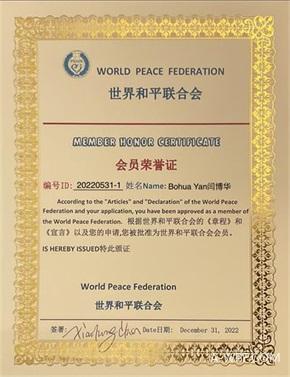 WORLD PEACE FEDERATION
世界和平联合会
MEMBER HONOR CERTIFICATE
会员荣誉证
编号ID: 20220531-1 姓名Name: Bohua Yan闫博华
According to the "Articles" and "Declaration" of the World Peace
Federation and your application, you have been approved as a member of
the World Peace Federation. 根据世界和平联合会的《章程》和
《宣言》以及您的申请,您被批准为世界和平联合会会员。
IS HEREBY ISSUED特此颁证
World Peace Federation
世界和平联合会
签署: Date日期: December 31, 2022